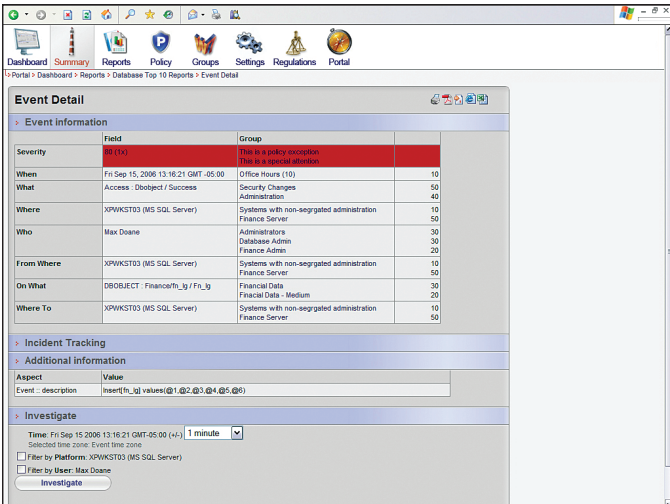 Dashboard Summary Reports Policy Groups Settings Regulations Portal
Portal > Dashboard > Reports > Database Top 10 Reports > Event Detail
Event Detail
> Event information
Field Group
Severity 80 (1x) This is a policy exception
This is a special attention
When Fri Sep 15, 2006 13:16:21 GMT -05:00 Office Hours (10) 10
What Access : Dbobject / Success Security Changes 50
Administration 40
Where XPWKST03 (MS SQL Server) Systems with non-segrgated administration 10
Finance Server 50
Who Max Doane Administrators 30
Database Admin 30
Finance Admin 20
From Where XPWKST03 (MS SQL Server) Systems with non-segrgated administration 10
Finance Server 50
On What DBOBJECT : Finance/fn_lg / Fn_lg Financial Data 30
Finacial Data - Medium 20
Where To XPWKST03 (MS SQL Server) Systems with non-segrgated administration 10
Finance Server 50
> Incident Tracking
> Additional information
Aspect Value
Event :: description Insert[fn_lg] values(@1,@2,@3,@4,@5,@6)
> Investigate
Time: Fri Sep 15 2006 13:16:21 GMT-05:00 (+/-) 1 minute
Selected time zone: Event time zone
Filter by Platform: XPWKST03 (MS SQL Server)
Filter by User: Max Doane
Investigate